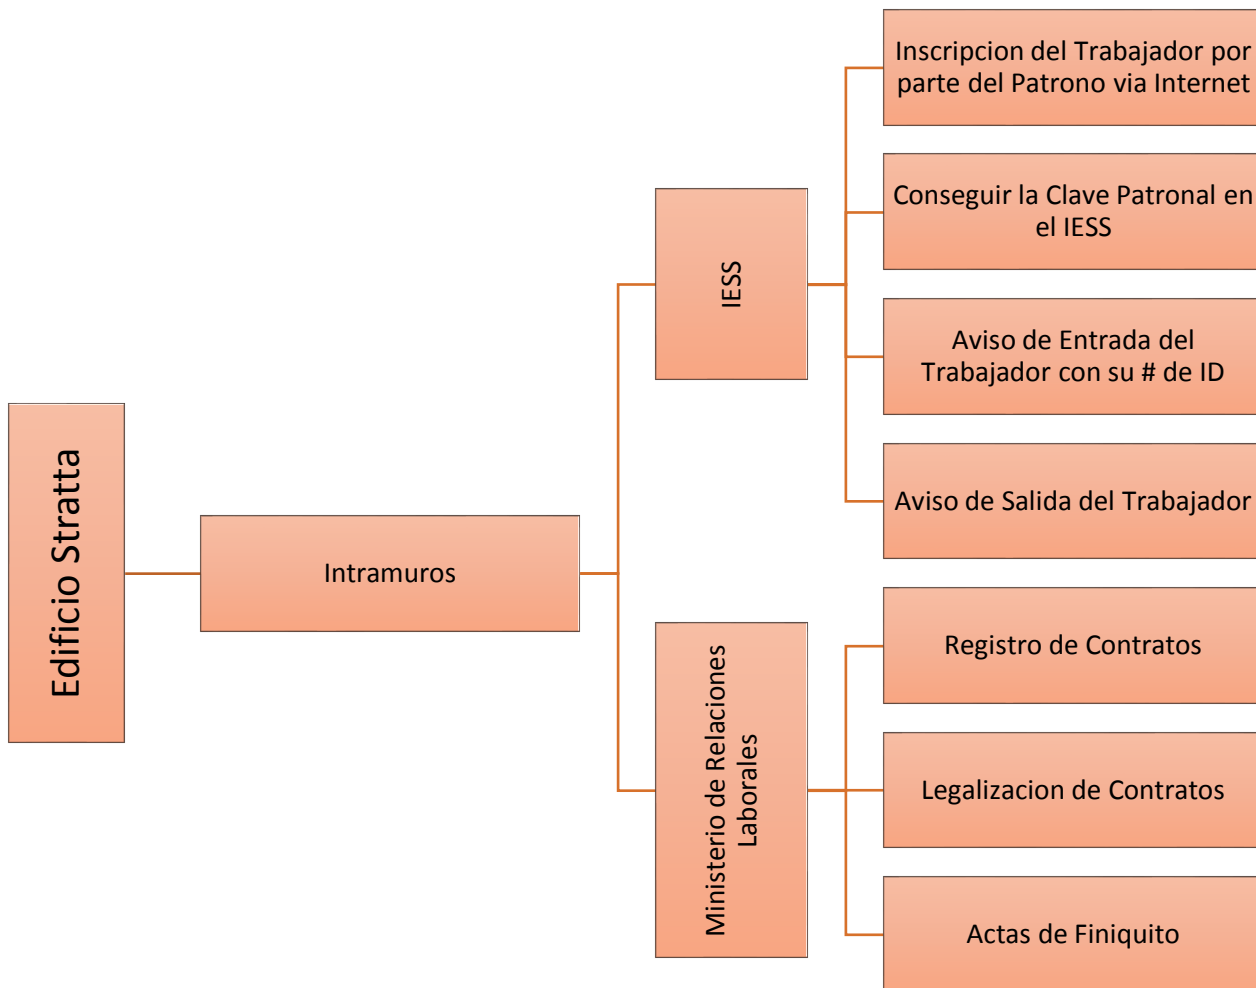 Edificio Stratta
Intramuros
IESS
Inscripcion del Trabajador por
parte del Patrono via Internet
Conseguir la Clave Patronal en
el IESS
Aviso de Entrada del
Trabajador con su # de ID
Aviso de Salida del Trabajador
Ministerio de Relaciones
Laborales
Registro de Contratos
Legalizacion de Contratos
Actas de Finiquito